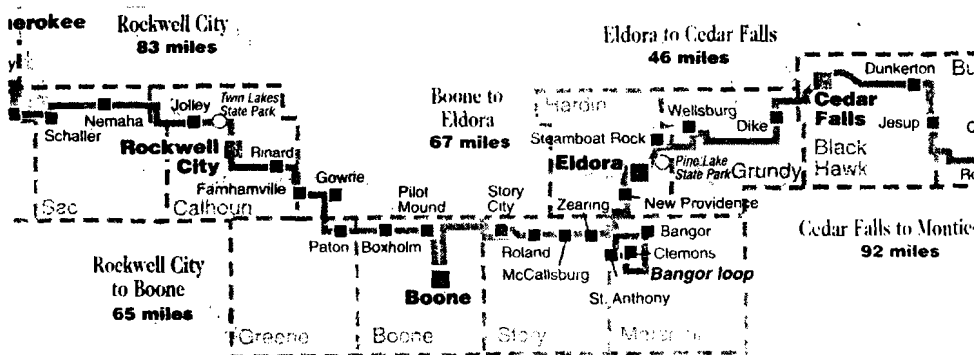 erokee
Rockwell City
83 miles
Eldora to Cedar Falls
46 miles
Dunkerton
Bu
Cedar
Falls
Jesup
Black
Hawk
Jolley
Twin Lakes
State Park
Nemaha
Schaller
Rockwell
City
Rinard
Boone to
Eldora
67 miles
Hardin
Wellsburg
Steamboat Rock
Dike
Eldora
Pine Lake
State Park
Grundy
Farnhamville
Gowrie
Sac
Calhoun
Pilot
Mound
Story
City
Zearing
New Providence
Paton
Boxholm
Roland
McCallsburg
Bangor
Clemons
Bangor loop
St. Anthony
Cedar Falls to Montic
92 miles
Rockwell City
to Boone
65 miles
Boone
Greene
Boone
Story